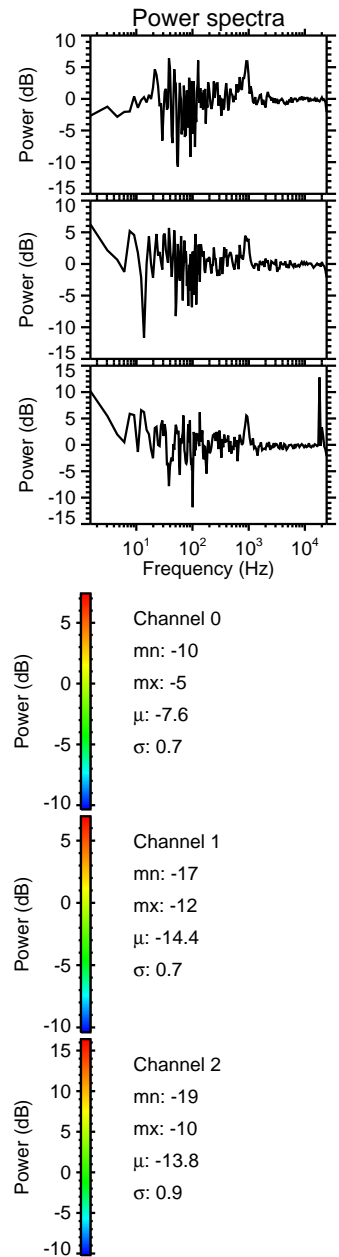 Power spectra
10
5
0
-5
-10
-15
Power (dB)
10
5
0
-5
-10
-15
Power (dB)
15
10
5
0
-5
-10
-15
Power (dB)
10¹ 10² 10³ 10⁴
Frequency (Hz)
5
0
-5
-10
Power (dB)
Channel 0
mn: -10
mx: -5
μ: -7.6
σ: 0.7
5
0
-5
-10
Power (dB)
Channel 1
mn: -17
mx: -12
μ: -14.4
σ: 0.7
15
10
5
0
-5
-10
Power (dB)
Channel 2
mn: -19
mx: -10
μ: -13.8
σ: 0.9